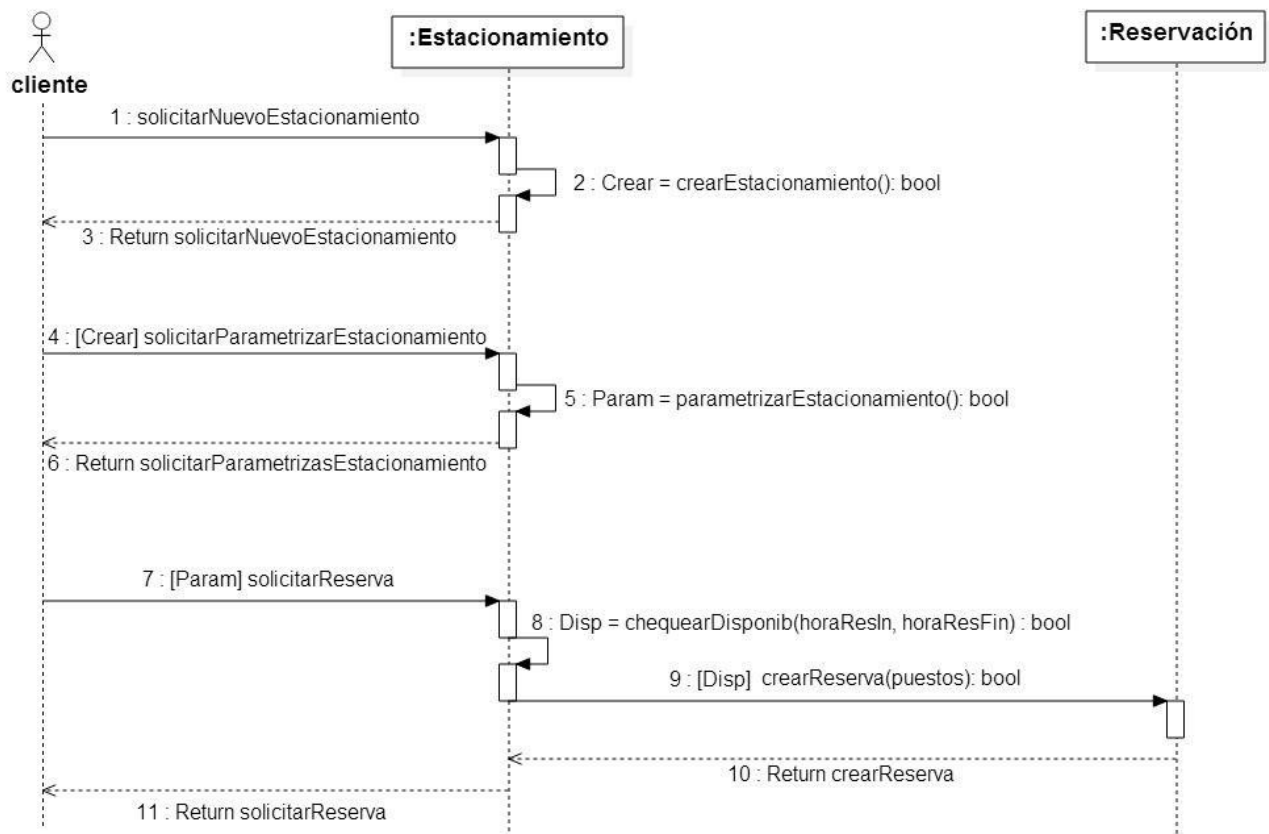 :Estacionamiento
:Reservación
cliente
1 : solicitarNuevoEstacionamiento
2 : Crear = crearEstacionamiento(): bool
3 : Return solicitarNuevoEstacionamiento
4 : [Crear] solicitarParametrizarEstacionamiento
5 : Param = parametrizarEstacionamiento(): bool
6 : Return solicitarParametrizasEstacionamiento
7 : [Param] solicitarReserva
8 : Disp = chequearDisponib(horaResIn, horaResFin) : bool
9 : [Disp] crearReserva(puestos): bool
10 : Return crearReserva
11 : Return solicitarReserva